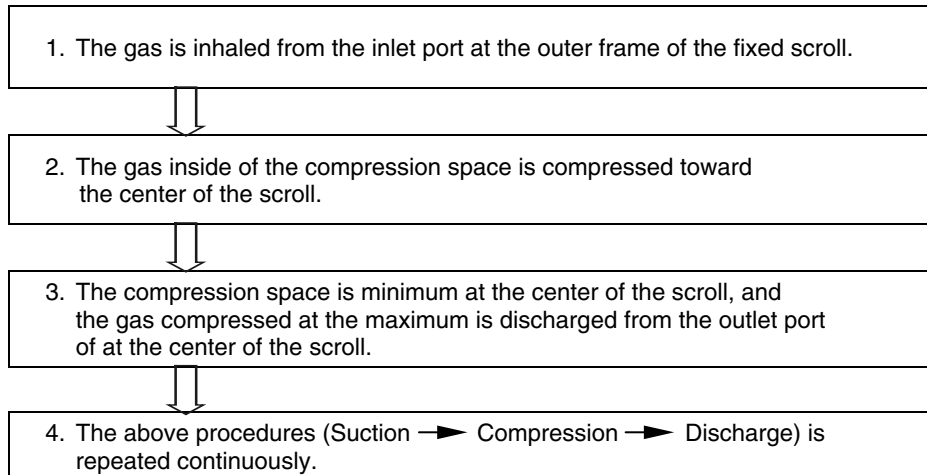 1. The gas is inhaled from the inlet port at the outer frame of the fixed scroll.
2. The gas inside of the compression space is compressed toward
the center of the scroll.
3. The compression space is minimum at the center of the scroll, and
the gas compressed at the maximum is discharged from the outlet port
of at the center of the scroll.
4. The above procedures (Suction → Compression → Discharge) is
repeated continuously.